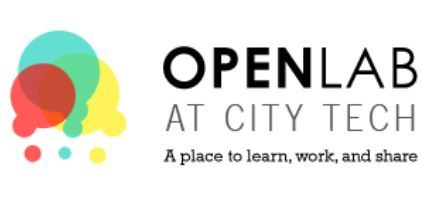 OPENLAB
AT CITY TECH
A place to learn, work, and share